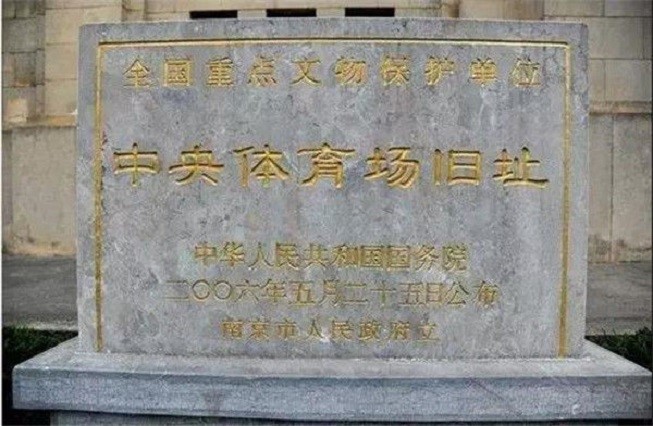 全国重点文物保护单位
中央体育场旧址
中华人民共和国国务院
二〇〇六年五月二十五日公布
南京市人民政府立